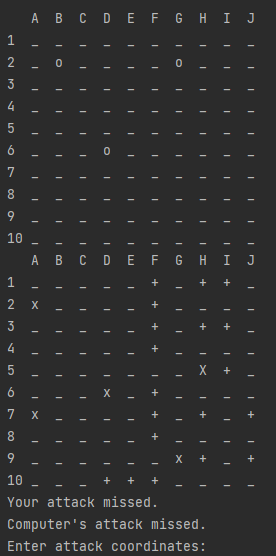 A B C D E F G H I J
1 _ _ _ _ _ _ _ _ _ _
2 _ o _ _ _ _ o _ _ _
3 _ _ _ _ _ _ _ _ _ _
4 _ _ _ _ _ _ _ _ _ _
5 _ _ _ _ _ _ _ _ _ _
6 _ _ _ o _ _ _ _ _ _
7 _ _ _ _ _ _ _ _ _ _
8 _ _ _ _ _ _ _ _ _ _
9 _ _ _ _ _ _ _ _ _ _
10 _ _ _ _ _ _ _ _ _ _
A B C D E F G H I J
1 _ _ _ _ _ + _ + + _
2 x _ _ _ _ + _ _ _ _
3 _ _ _ _ _ + _ + + _
4 _ _ _ _ _ + _ _ _ _
5 _ _ _ _ _ _ _ X + _
6 _ _ _ x _ + _ _ _ _
7 x _ _ _ _ + _ + _ +
8 _ _ _ _ _ + _ _ _ _
9 _ _ _ _ _ _ x + _ +
10 _ _ _ + + + _ _ _ _
Your attack missed.
Computer's attack missed.
Enter attack coordinates: